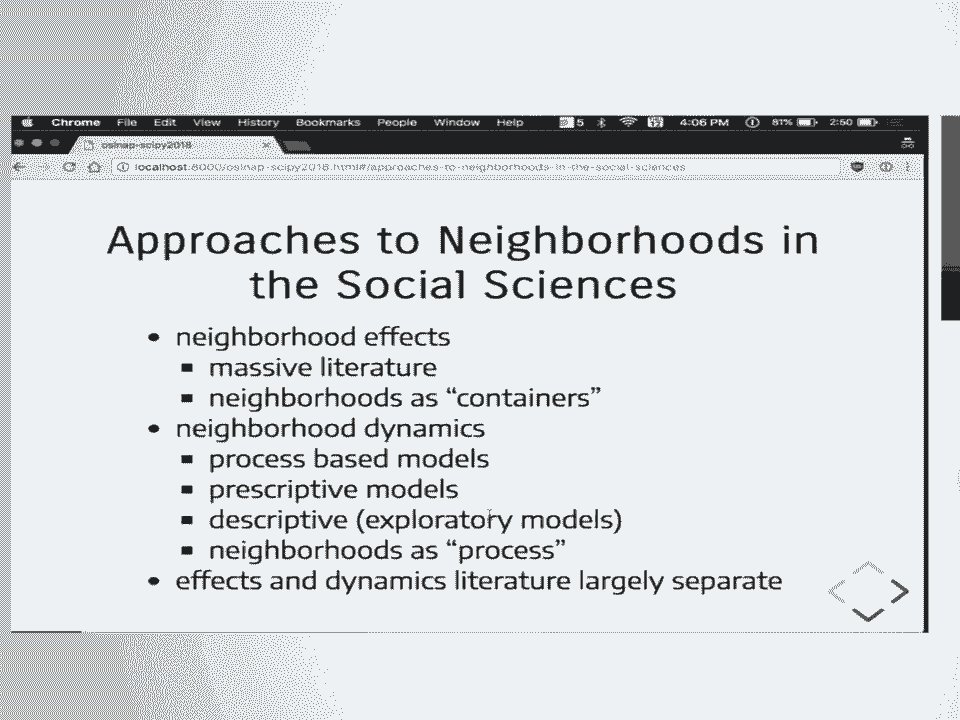 Chrome File Edit View History Bookmarks People Window Help 5 4:06 PM 81% 2:50
oslnap-scipy2018
localhost:8000/oslnap-scipy2018.html#/approaches-to-neighborhoods-in-the-social-sciences
Approaches to Neighborhoods in
the Social Sciences
• neighborhood effects
▪ massive literature
▪ neighborhoods as “containers”
• neighborhood dynamics
▪ process based models
▪ prescriptive models
▪ descriptive (exploratory models)
▪ neighborhoods as “process”
• effects and dynamics literature largely separate